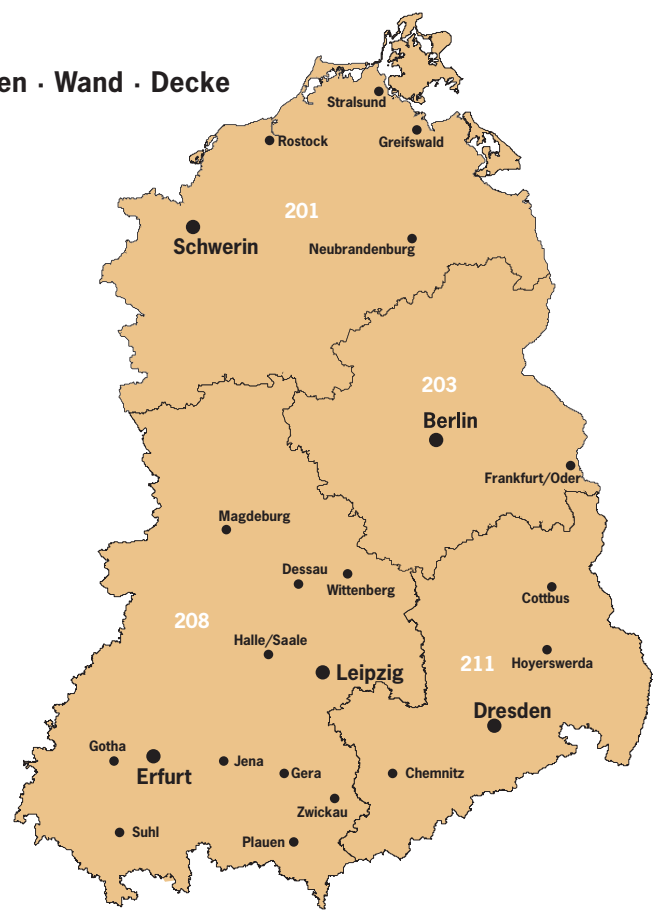 en · Wand · Decke
Stralsund
Rostock
Greifswald
201
Schwerin
Neubrandenburg
203
Berlin
Frankfurt/Oder
Magdeburg
Dessau
Wittenberg
Cottbus
208
Halle/Saale
211
Hoyerswerda
Leipzig
Dresden
Gotha
Jena
Erfurt
Gera
Chemnitz
Zwickau
Suhl
Plauen